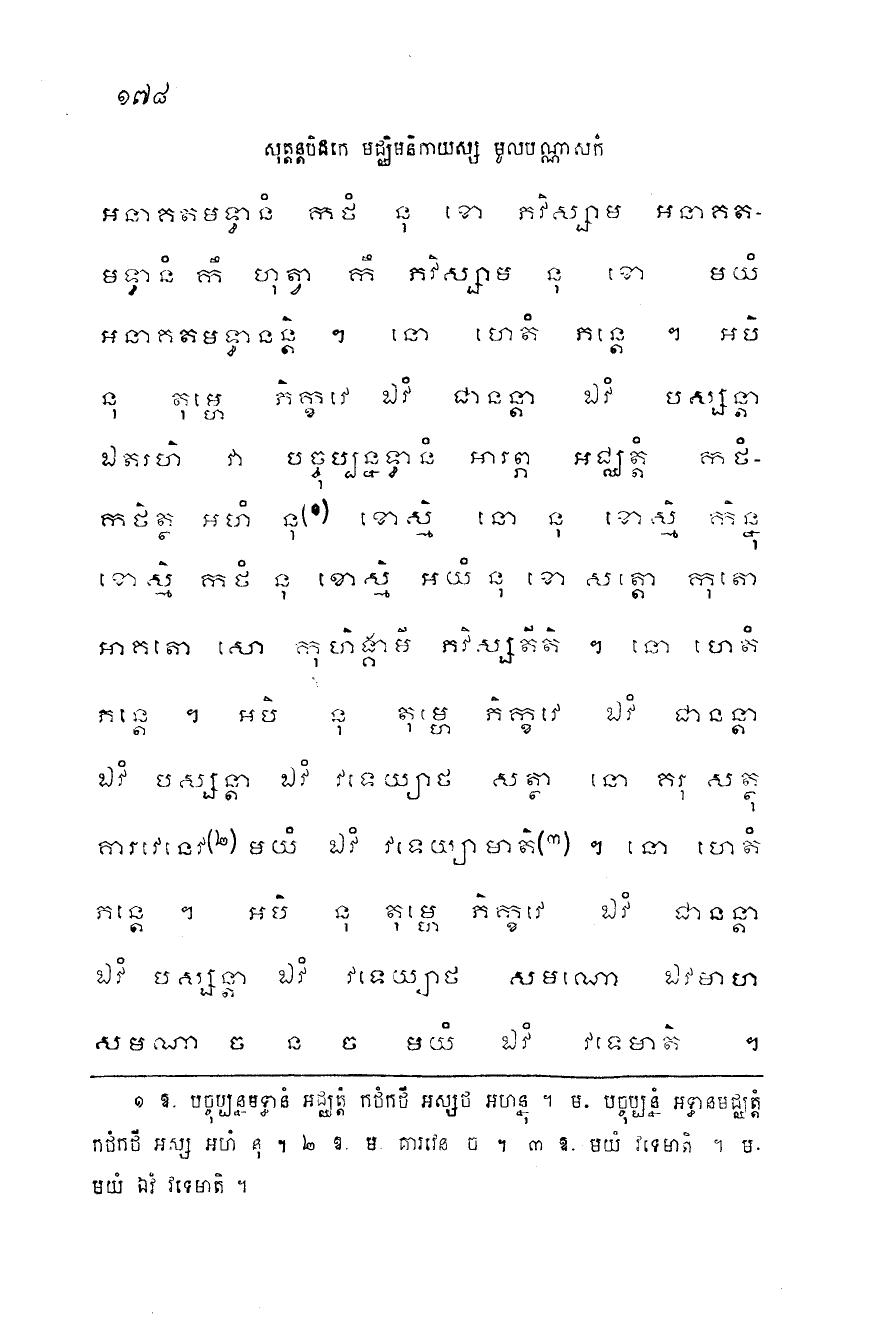 ១៧៨
សុត្តន្តបិដកេ មជ្ឈិមនិកាយស្ស មូលបណ្ណាសកំ
អនាគតមទ្ធានំ កថំ នុ ខោ ភវិស្សាម អនាគត-
មទ្ធានំ កឹ ហុត្វា កឹ ភវិស្សាម នុ ខោ មយំ
អនាគតមទ្ធានន្តិ ។ នោ ហេតំ ភន្តេ ។ អបិ
នុ តុម្ហេ ភិក្ខវេ ឯវំ ជានន្តា ឯវំ បស្សន្តា
ឯតរហិ វា បច្ចុប្បន្នទ្ធានំ អារព្ភ អជ្ឈត្តំ កថំ-
កថិត្ថ អហំ នុ(១) ខោស្មិ នោ នុ ខោស្មិ កិន្នុ
ខោស្មិ កថំ នុ ខោស្មិ អយំ នុ ខោ សត្តោ កុតោ
អាគតោ សោ កុហិង្គាមី ភវិស្សតីតិ ។ នោ ហេតំ
ភន្តេ ។ អបិ នុ តុម្ហេ ភិក្ខវេ ឯវំ ជានន្តា
ឯវំ បស្សន្តា ឯវំ វទេយ្យាថ សត្ថា នោ គរុ សត្ថុ
គារវេនេវ(២) មយំ ឯវំ វទេយ្យាមាតិ(៣) ។ នោ ហេតំ
ភន្តេ ។ អបិ នុ តុម្ហេ ភិក្ខវេ ឯវំ ជានន្តា
ឯវំ បស្សន្តា ឯវំ វទេយ្យាថ សមណោ ឯវមាហ
សមណា ច ន ច មយំ ឯវំ វទេមាតិ ។
១ ឱ. បច្ចុប្បន្នមទ្ធានំ អជ្ឈត្តំ កថំកថី អស្សថ អហន្នុ ។ ម. បច្ចុប្បន្នំ អទ្ធានមជ្ឈត្តំ
កថំកថី អស្ស អហំ នុ ។ ២ ឱ. ម. គារវេន ច ។ ៣ ឱ. មយំ វទេមាតិ ។ ម.
មយំ ឯវំ វទេមាតិ ។